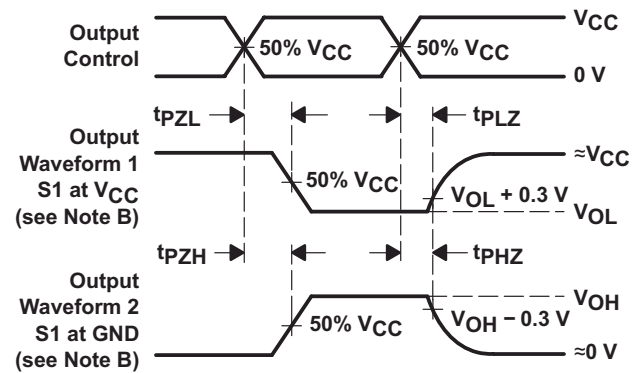 Output
Control
50% VCC
50% VCC
VCC
0 V
tPZL
tPLZ
Output
Waveform 1
S1 at VCC
(see Note B)
50% VCC
≈VCC
VOL + 0.3 V
VOL
tPZH
tPHZ
Output
Waveform 2
S1 at GND
(see Note B)
50% VCC
VOH
VOH − 0.3 V
≈0 V